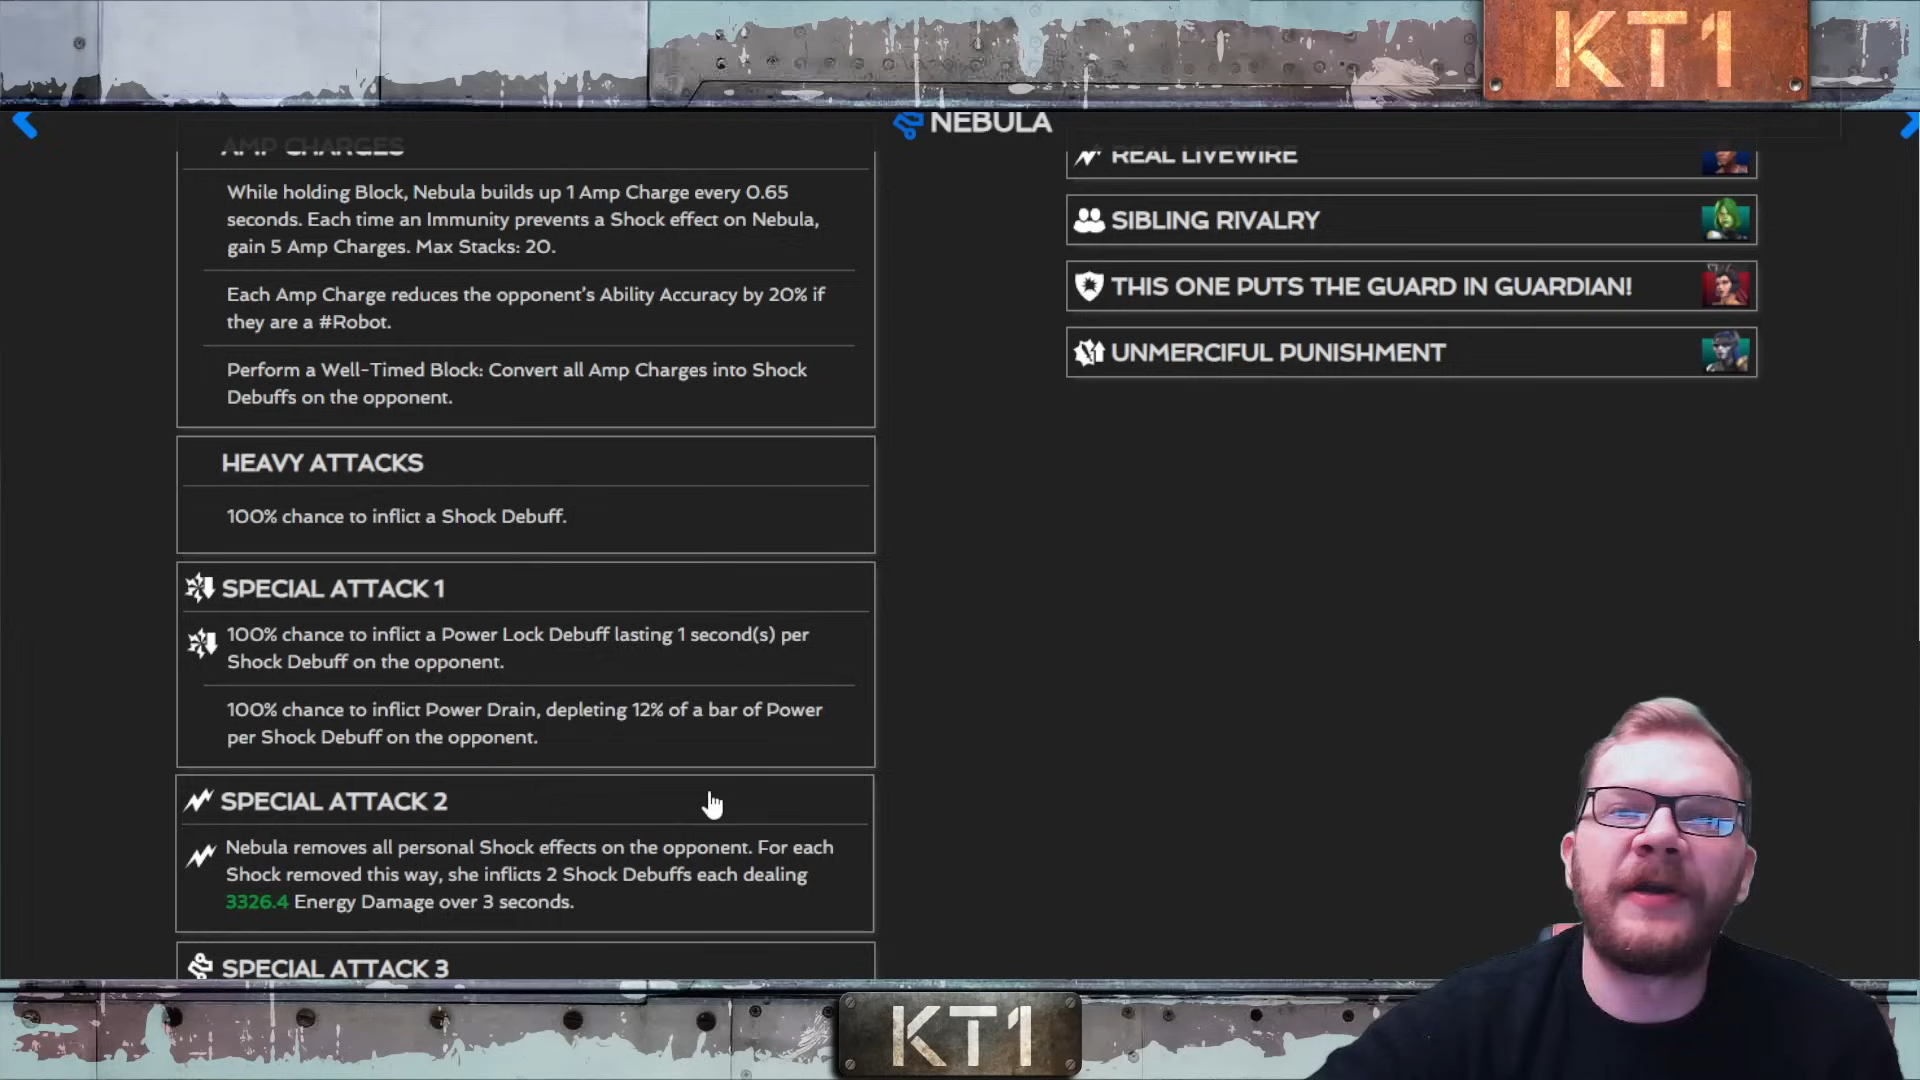 KT1
NEBULA
AMP CHARGES
While holding Block, Nebula builds up 1 Amp Charge every 0.65
seconds. Each time an Immunity prevents a Shock effect on Nebula,
gain 5 Amp Charges. Max Stacks: 20.
Each Amp Charge reduces the opponent's Ability Accuracy by 20% if
they are a #Robot.
Perform a Well-Timed Block: Convert all Amp Charges into Shock
Debuffs on the opponent.
HEAVY ATTACKS
100% chance to inflict a Shock Debuff.
SPECIAL ATTACK 1
100% chance to inflict a Power Lock Debuff lasting 1 second(s) per
Shock Debuff on the opponent.
100% chance to inflict Power Drain, depleting 12% of a bar of Power
per Shock Debuff on the opponent.
SPECIAL ATTACK 2
Nebula removes all personal Shock effects on the opponent. For each
Shock removed this way, she inflicts 2 Shock Debuffs each dealing
3326.4 Energy Damage over 3 seconds.
SPECIAL ATTACK 3
REAL LIVEWIRE
SIBLING RIVALRY
THIS ONE PUTS THE GUARD IN GUARDIAN!
UNMERCIFUL PUNISHMENT
KT1